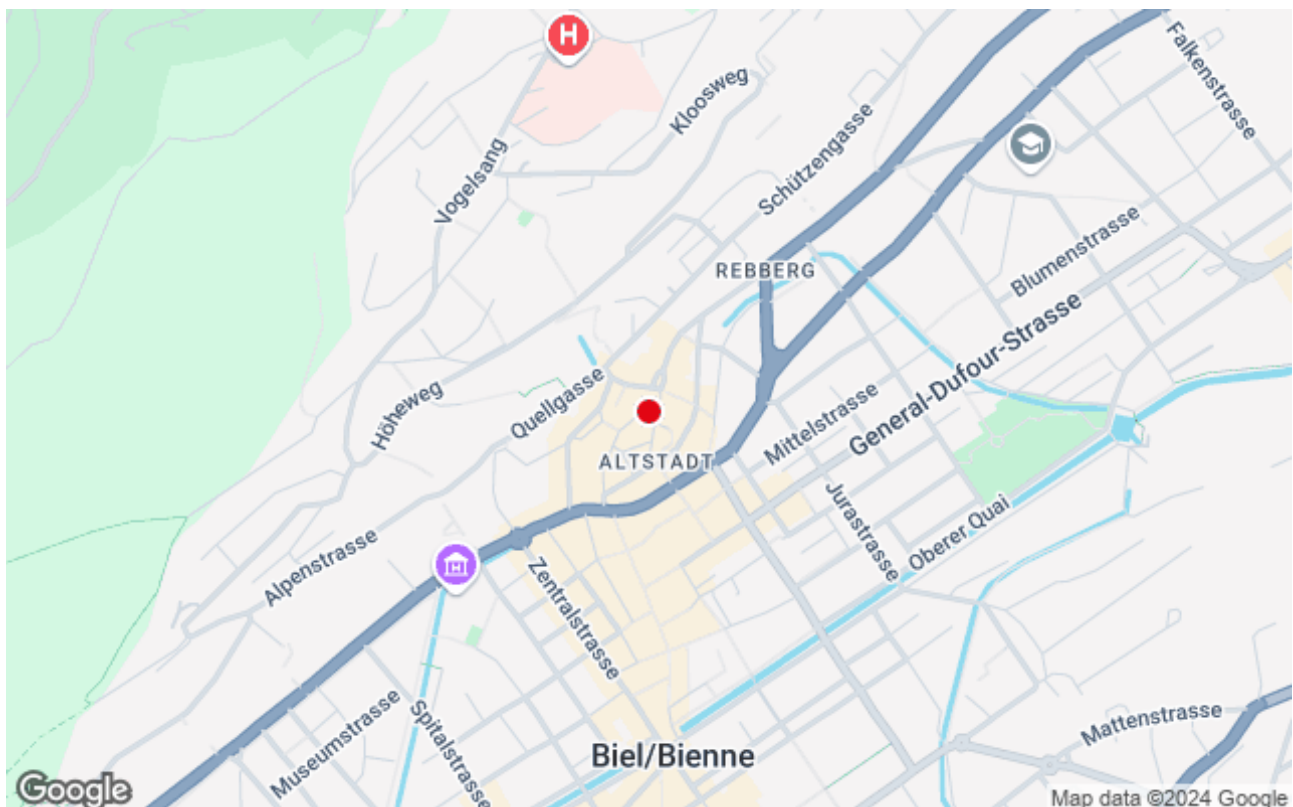 H
Falkenstrasse
Kloosweg
Schützengasse
Vogelsang
Blumenstrasse
REBBERG
General-Dufour-Strasse
Höheweg
Quellgasse
Mittelstrasse
ALTSTADT
Jurastrasse
Oberer Quai
Alpenstrasse
Zentralstrasse
Museumstrasse
Spitalstrasse
Mattenstrasse
Biel/Bienne
Google
Map data ©2024 Google